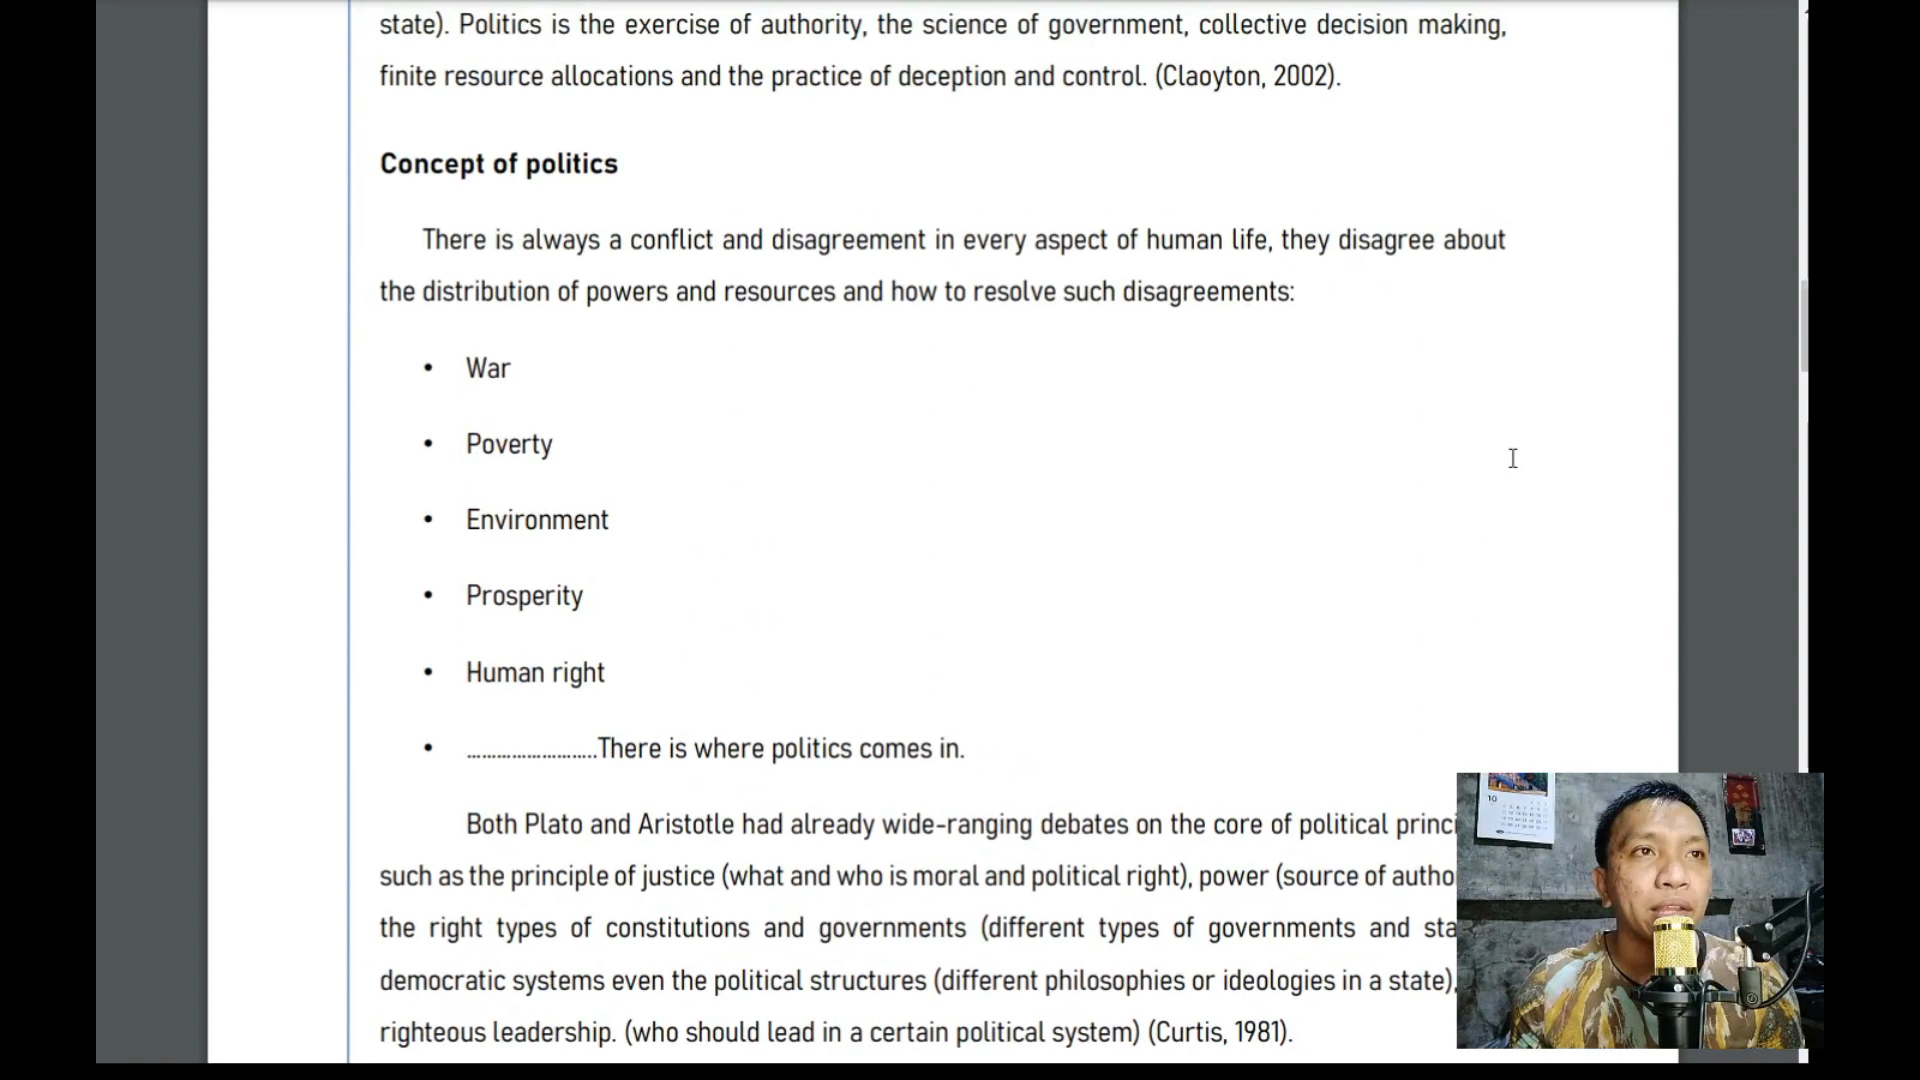 state). Politics is the exercise of authority, the science of government, collective decision making,
finite resource allocations and the practice of deception and control. (Claoyton, 2002).
Concept of politics
There is always a conflict and disagreement in every aspect of human life, they disagree about
the distribution of powers and resources and how to resolve such disagreements:
• War
• Poverty
• Environment
• Prosperity
• Human right
• ……………………..There is where politics comes in.
Both Plato and Aristotle had already wide-ranging debates on the core of political princi
such as the principle of justice (what and who is moral and political right), power (source of autho
the right types of constitutions and governments (different types of governments and sta
democratic systems even the political structures (different philosophies or ideologies in a state),
righteous leadership. (who should lead in a certain political system) (Curtis, 1981).
10